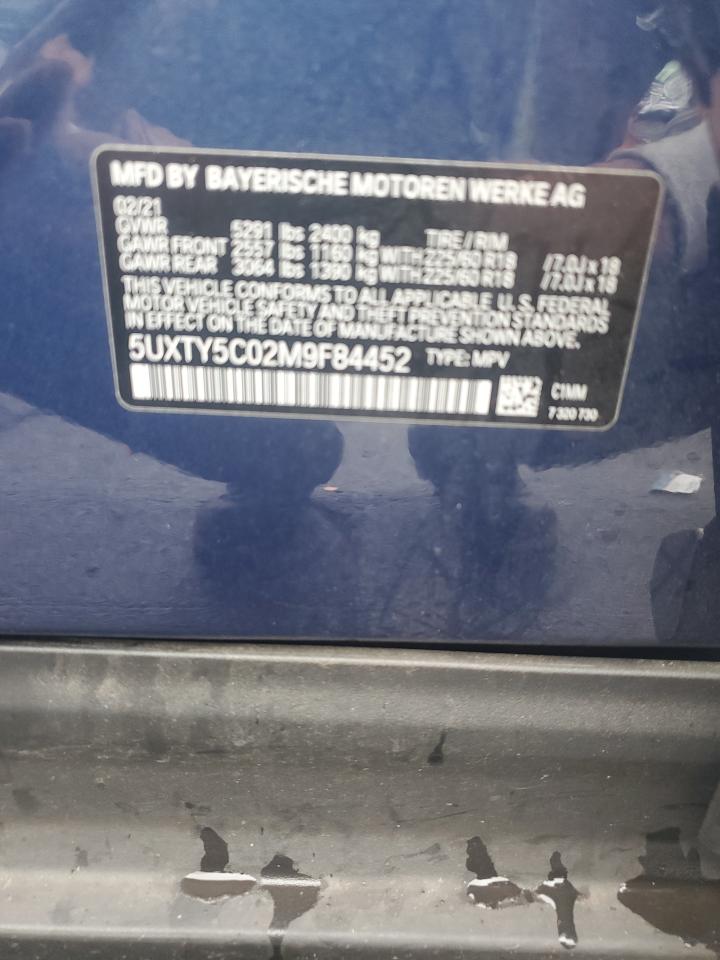 MFD BY BAYERISCHE MOTOREN WERKE AG
02/21
GVWR 5291 lbs 2400 kg TIRE / RIM
GAWR FRONT 2557 lbs 1160 kg WITH 225/60 R18 /7.0J x 18
GAWR REAR 3064 lbs 1390 kg WITH 225/60 R18 /7.0J x 18
THIS VEHICLE CONFORMS TO ALL APPLICABLE U.S. FEDERAL
MOTOR VEHICLE SAFETY AND THEFT PREVENTION STANDARDS
IN EFFECT ON THE DATE OF MANUFACTURE SHOWN ABOVE.
5UXTY5C02M9F84452 TYPE: MPV
C1MM
7 320 730